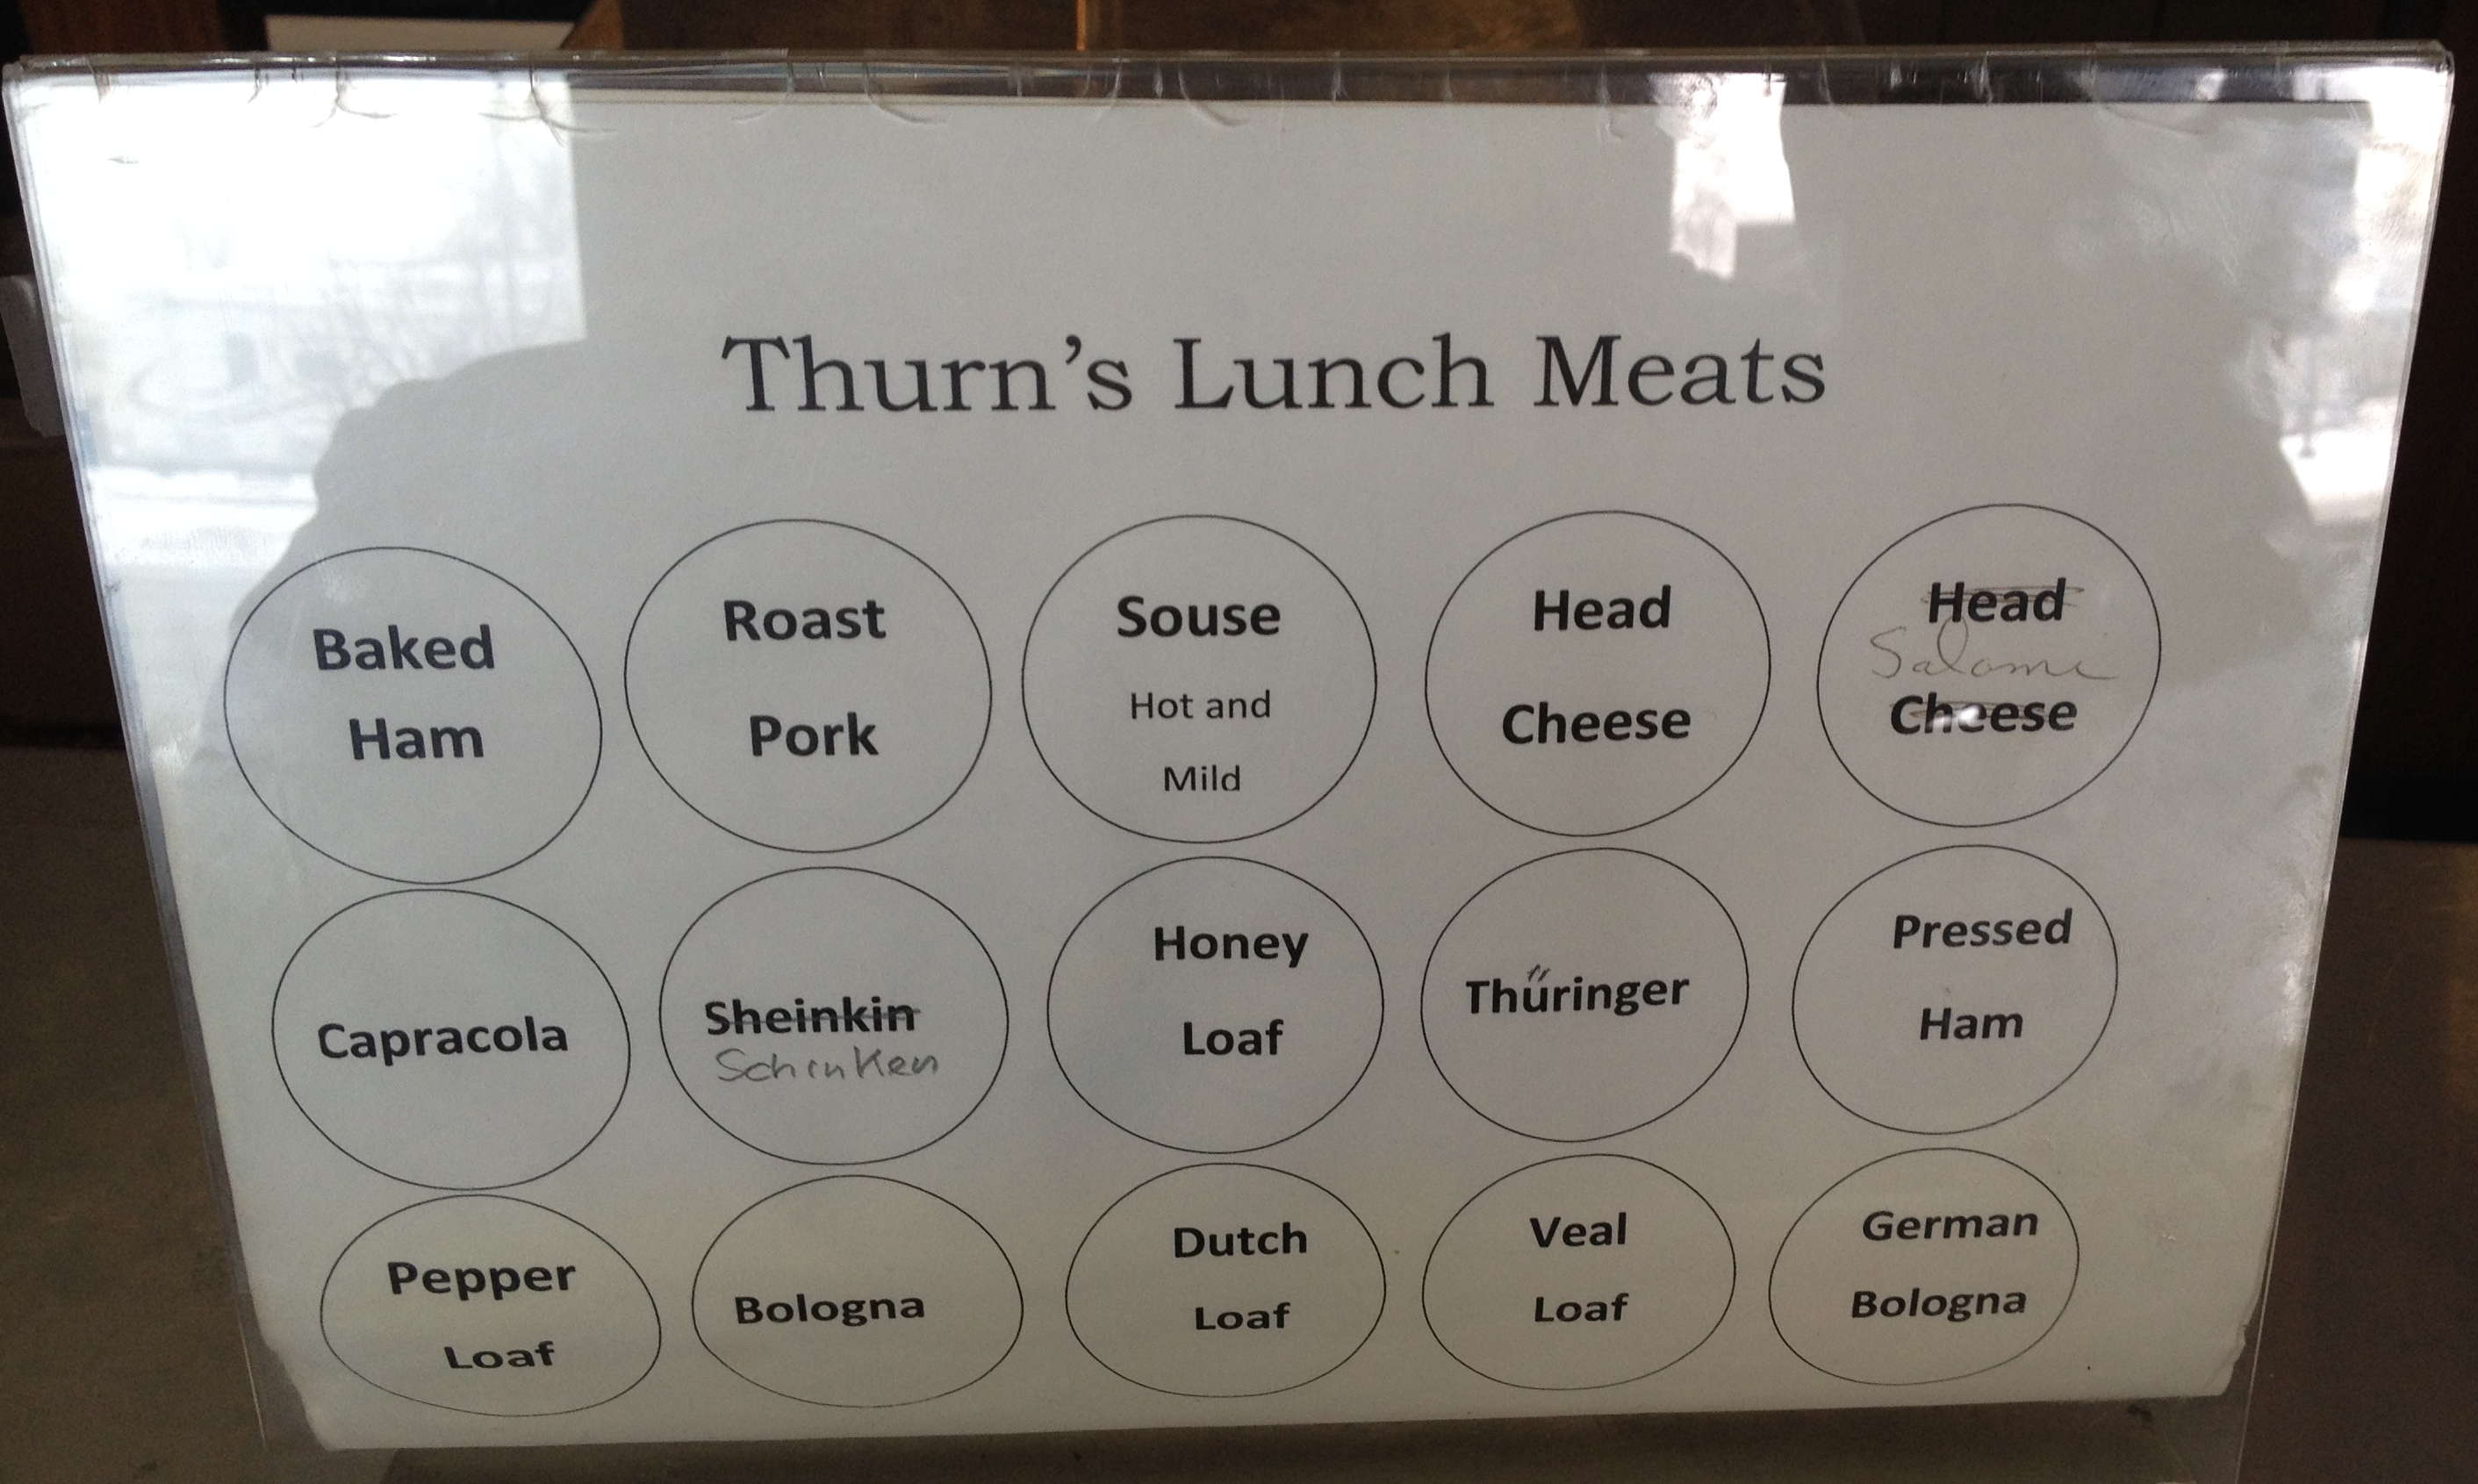 Thurn's Lunch Meats
Baked
Ham
Roast
Pork
Souse
Hot and
Mild
Head
Cheese
Head
Salami
Cheese
Capracola
Sheinkin
Schinken
Honey
Loaf
Thüringer
Pressed
Ham
Pepper
Loaf
Bologna
Dutch
Loaf
Veal
Loaf
German
Bologna